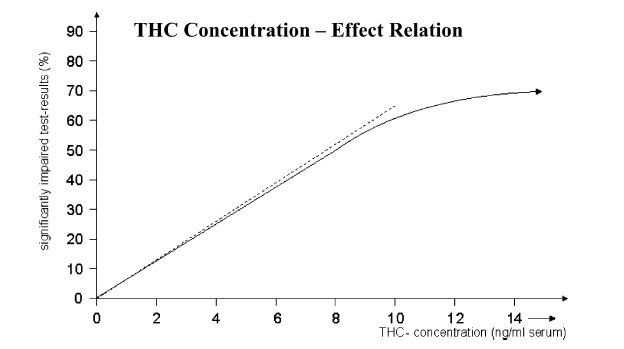 THC Concentration – Effect Relation
significantly impaired test-results (%)
90
80
70
60
50
40
30
20
10
0
0 2 4 6 8 10 12 14
THC- concentration (ng/ml serum)